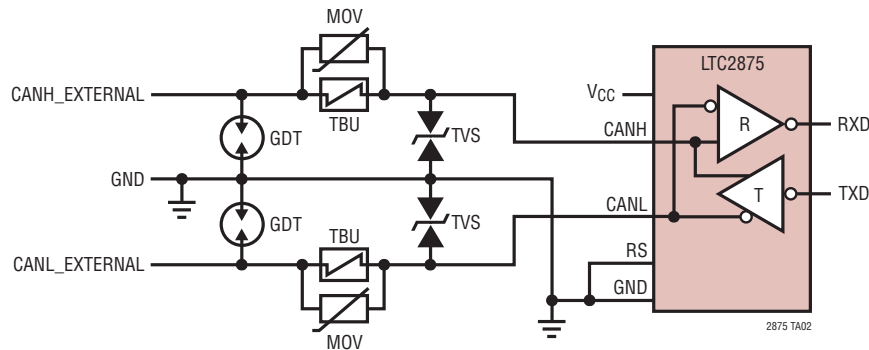 MOV
LTC2875
VCC
CANH_EXTERNAL
TBU
GDT
TVS
CANH
R
RXD
GND
T
TXD
GDT
TBU
TVS
CANL
CANL_EXTERNAL
RS
GND
MOV
2875 TA02